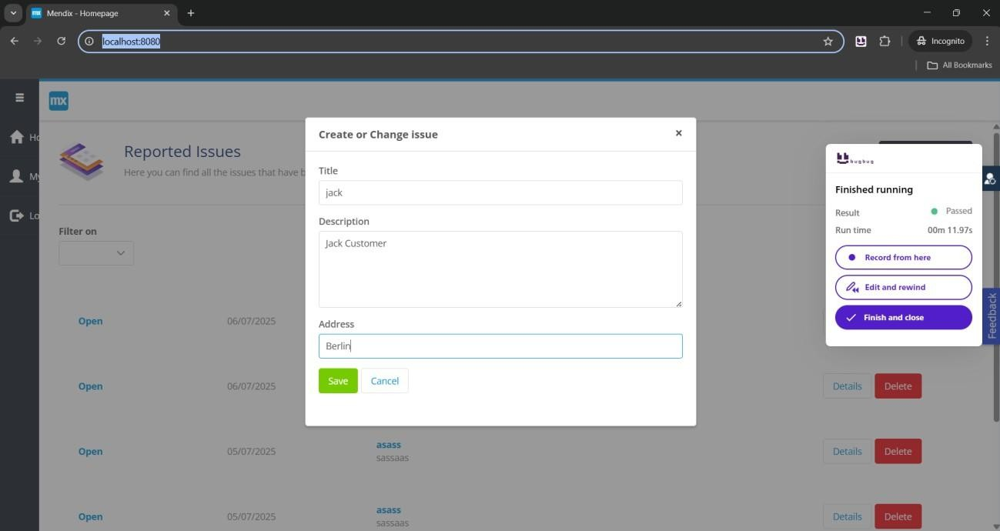 Mendix - Homepage
localhost:8080
Incognito
All Bookmarks
mx
Ho
My
Lo
Reported Issues
Here you can find all the issues that have b
Filter on
Create or Change issue
Title
jack
Description
Jack Customer
Address
Berlin
Save
Cancel
bugbug
Finished running
Result Passed
Run time 00m 11.97s
Record from here
Edit and rewind
Finish and close
Feedback
Open 06/07/2025
Open 06/07/2025 Details Delete
Open 05/07/2025 asass Details Delete
sassaas
Open 05/07/2025 asass Details Delete
sassaas